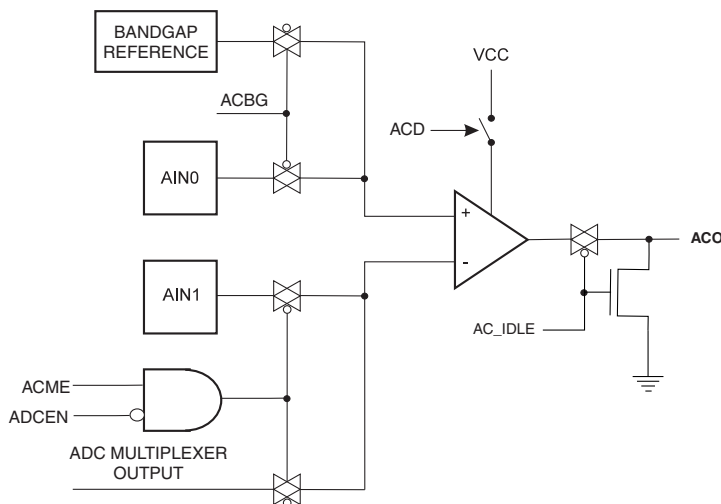 BANDGAP
REFERENCE
VCC
ACBG
ACD
AIN0
+
ACO
-
AIN1
AC_IDLE
ACME
ADCEN
ADC MULTIPLEXER
OUTPUT